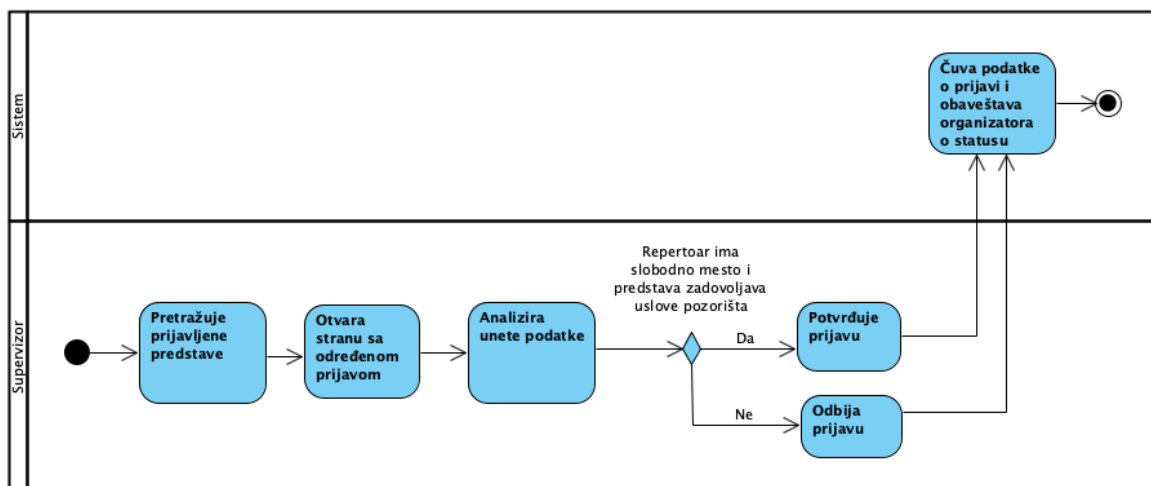 Sistem
Čuva podatke
o prijavi i
obaveštava
organizatora
o statusu
Supervizor
Pretražuje
prijavljene
predstave
Otvara
stranu sa
određenom
prijavom
Analizira
unete podatke
Repertoar ima
slobodno mesto i
predstava zadovoljava
uslove pozorišta
Da
Potvrđuje
prijavu
Ne
Odbija
prijavu